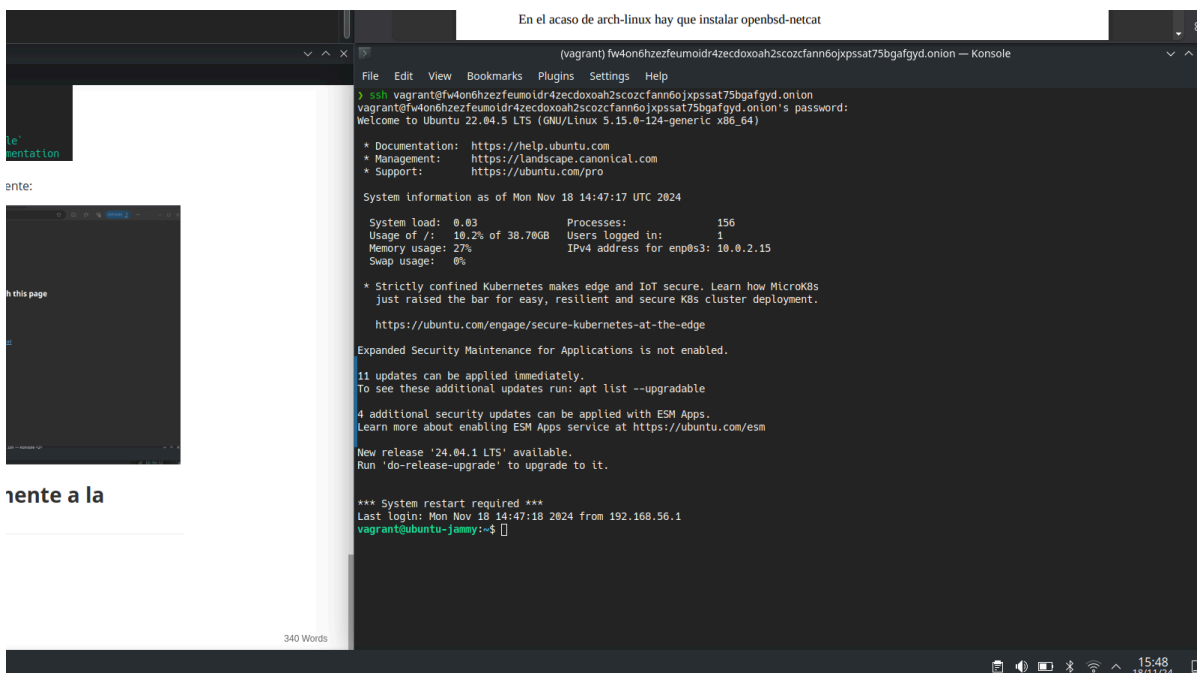 En el acaso de arch-linux hay que instalar openbsd-netcat
(vagrant) fw4on6hzezfeumoidr4zecdoxoah2scozcfann6ojxpssat75bgafgyd.onion — Konsole
File Edit View Bookmarks Plugins Settings Help
❯ ssh vagrant@fw4on6hzezfeumoidr4zecdoxoah2scozcfann6ojxpssat75bgafgyd.onion
vagrant@fw4on6hzezfeumoidr4zecdoxoah2scozcfann6ojxpssat75bgafgyd.onion's password:
Welcome to Ubuntu 22.04.5 LTS (GNU/Linux 5.15.0-124-generic x86_64)
* Documentation: https://help.ubuntu.com
* Management: https://landscape.canonical.com
* Support: https://ubuntu.com/pro
System information as of Mon Nov 18 14:47:17 UTC 2024
System load: 0.03 Processes: 156
Usage of /: 10.2% of 38.70GB Users logged in: 1
Memory usage: 27% IPv4 address for enp0s3: 10.0.2.15
Swap usage: 0%
* Strictly confined Kubernetes makes edge and IoT secure. Learn how MicroK8s
just raised the bar for easy, resilient and secure K8s cluster deployment.
https://ubuntu.com/engage/secure-kubernetes-at-the-edge
Expanded Security Maintenance for Applications is not enabled.
11 updates can be applied immediately.
To see these additional updates run: apt list --upgradable
4 additional security updates can be applied with ESM Apps.
Learn more about enabling ESM Apps service at https://ubuntu.com/esm
New release '24.04.1 LTS' available.
Run 'do-release-upgrade' to upgrade to it.
*** System restart required ***
Last login: Mon Nov 18 14:47:18 2024 from 192.168.56.1
vagrant@ubuntu-jammy:~$
le`
mentation
ente:
h this page
nente a la
340 Words
15:48
18/11/24